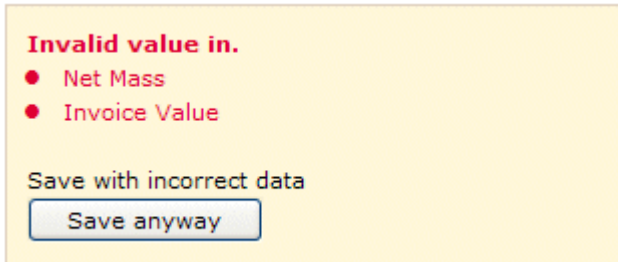 Invalid value in.
Net Mass
Invoice Value
Save with incorrect data
Save anyway